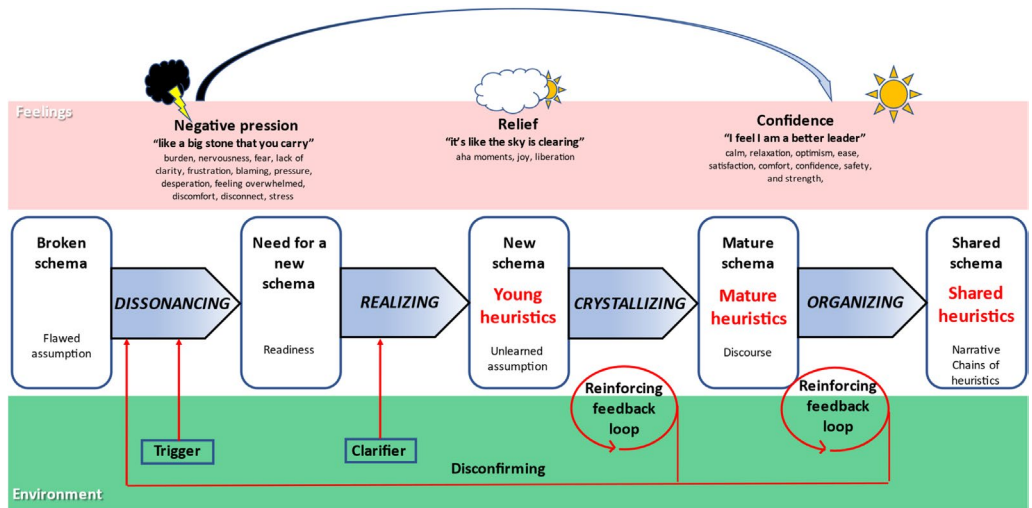 Feelings
Negative pression
“like a big stone that you carry”
burden, nervousness, fear, lack of
clarity, frustration, blaming, pressure,
desperation, feeling overwhelmed,
discomfort, disconnect, stress
Relief
“it’s like the sky is clearing”
aha moments, joy, liberation
Confidence
“I feel I am a better leader”
calm, relaxation, optimism, ease,
satisfaction, comfort, confidence, safety,
and strength,
Broken
schema
Flawed
assumption
DISSONANCING
Need for a
new
schema
Readiness
REALIZING
New
schema
Young
heuristics
Unlearned
assumption
CRYSTALLIZING
Mature
schema
Mature
heuristics
Discourse
ORGANIZING
Shared
schema
Shared
heuristics
Narrative
Chains of
heuristics
Reinforcing
feedback
loop
Reinforcing
feedback
loop
Trigger
Clarifier
Disconfirming
Environment